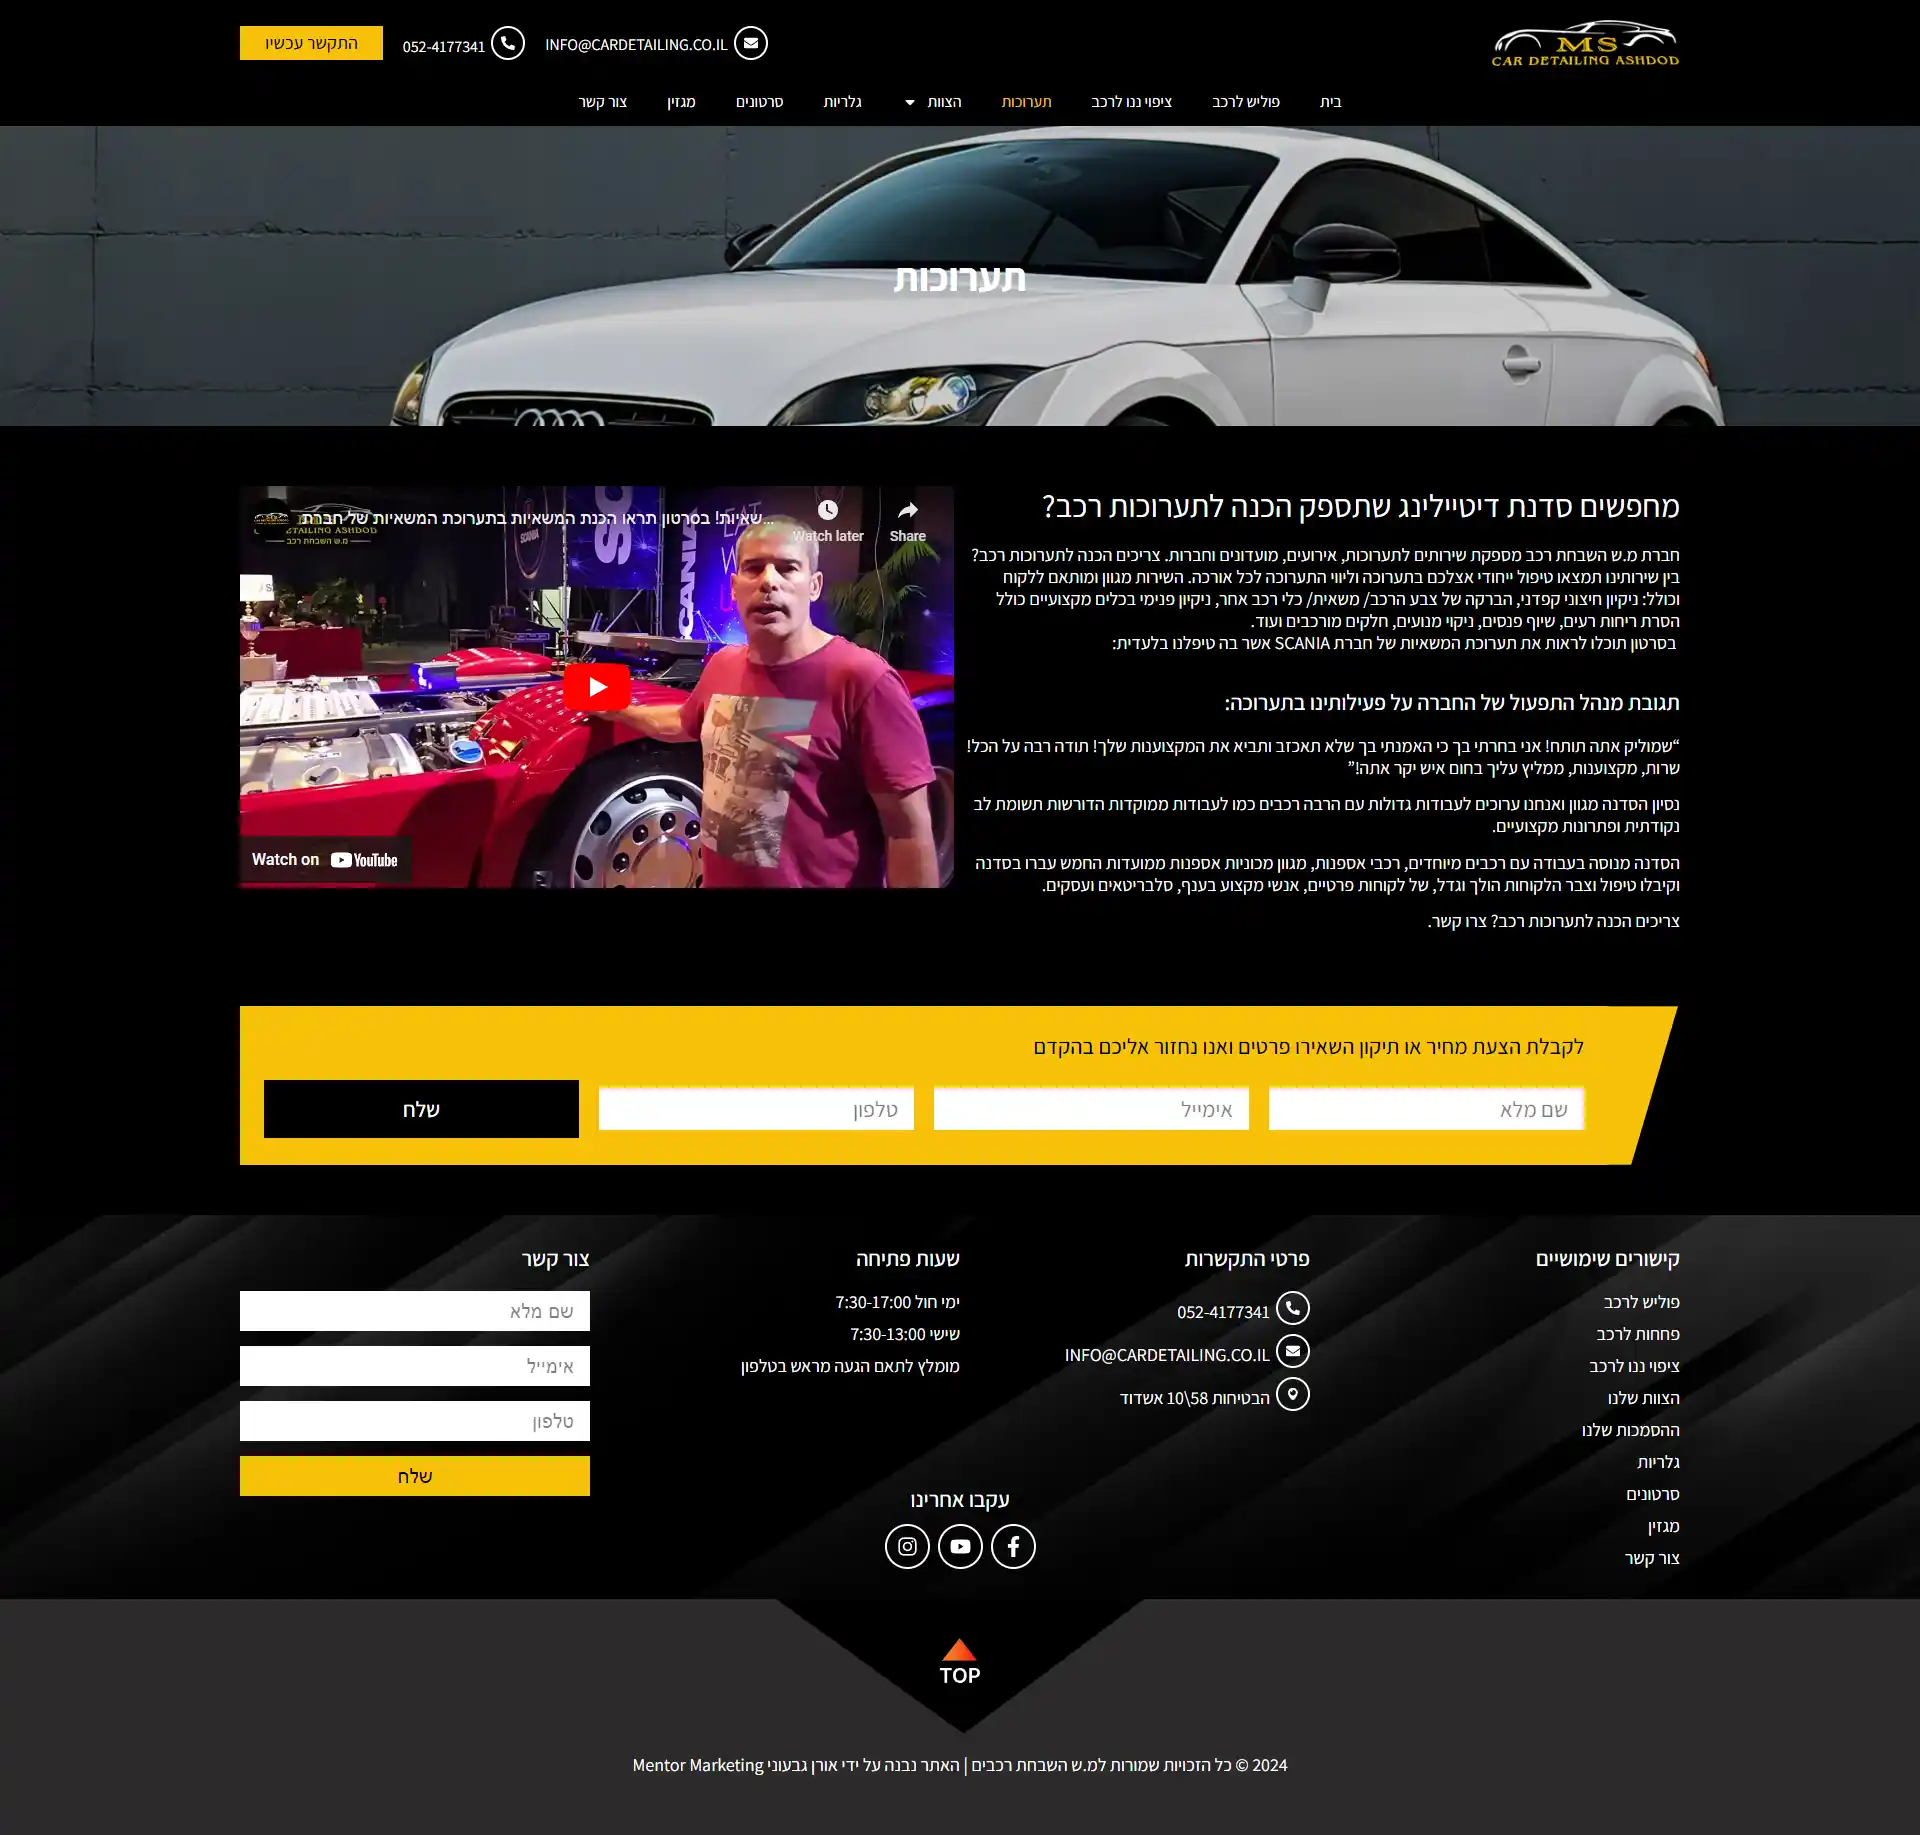 MS
CAR DETAILING ASHDOD
INFO@CARDETAILING.CO.IL
052-4177341
התקשר עכשיו
בית
פוליש לרכב
ציפוי ננו לרכב
תערוכות
הצוות
גלריות
סרטונים
מגזין
צור קשר
תערוכות
מחפשים סדנת דיטיילינג שתספק הכנה לתערוכות רכב?
חברת מ.ש השבחת רכב מספקת שירותים לתערוכות, אירועים, מועדונים וחברות. צריכים הכנה לתערוכות רכב?
בין שירותינו תמצאו טיפול ייחודי אצלכם בתערוכה וליווי התערוכה לכל אורכה. השירות מגוון ומותאם ללקוח
וכולל: ניקיון חיצוני קפדני, הברקה של צבע הרכב/ משאית/ כלי רכב אחר, ניקיון פנימי בכלים מקצועיים כולל
הסרת ריחות רעים, שיוף פנסים, ניקוי מנועים, חלקים מורכבים ועוד.
בסרטון תוכלו לראות את תערוכת המשאיות של חברת SCANIA אשר בה טיפלנו בלעדית:
תגובת מנהל התפעול של החברה על פעילותינו בתערוכה:
“שמוליק אתה תותח! אני בחרתי בך כי האמנתי בך שלא תאכזב ותביא את המקצוענות שלך! תודה רבה על הכל!
שרות, מקצוענות, ממליץ עליך בחום איש יקר אתה!”
נסיון הסדנה מגוון ואנחנו ערוכים לעבודות גדולות עם הרבה רכבים כמו לעבודות ממוקדות הדורשות תשומת לב
נקודתית ופתרונות מקצועיים.
הסדנה מנוסה בעבודה עם רכבים מיוחדים, רכבי אספנות, מגוון מכוניות אספנות ממועדות החמש עברו בסדנה
וקיבלו טיפול וצבר הלקוחות הולך וגדל, של לקוחות פרטיים, אנשי מקצוע בענף, סלבריטאים ועסקים.
צריכים הכנה לתערוכות רכב? צרו קשר.
שאיות! בסרטון תראו הכנת המשאיות בתערוכת המשאיות של חברת...
Watch later
Share
DETAILING ASHDOD
מ.ש השבחת רכב
SCANIA
SCANIA
Watch on YouTube
לקבלת הצעת מחיר או תיקון השאירו פרטים ואנו נחזור אליכם בהקדם
שם מלא
אימייל
טלפון
שלח
קישורים שימושיים
פוליש לרכב
פחחות לרכב
ציפוי ננו לרכב
הצוות שלנו
ההסמכות שלנו
גלריות
סרטונים
מגזין
צור קשר
פרטי התקשרות
052-4177341
INFO@CARDETAILING.CO.IL
הבטיחות 58\10 אשדוד
שעות פתיחה
ימי חול 7:30-17:00
שישי 7:30-13:00
מומלץ לתאם הגעה מראש בטלפון
צור קשר
שם מלא
אימייל
טלפון
שלח
עקבו אחרינו
TOP
2024 © כל הזכויות שמורות למ.ש השבחת רכבים | האתר נבנה על ידי אורן גבעוני Mentor Marketing